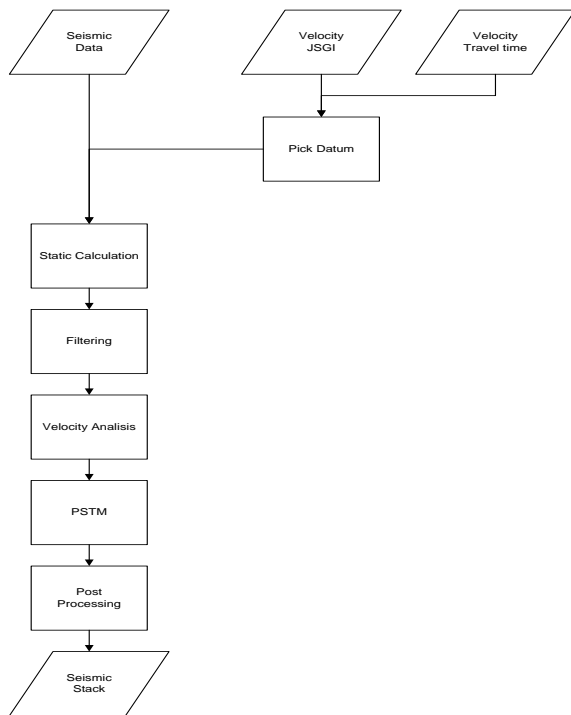 Seismic
Data
Velocity
JSGI
Velocity
Travel time
Pick Datum
Static Calculation
Filtering
Velocity Analisis
PSTM
Post
Processing
Seismic
Stack